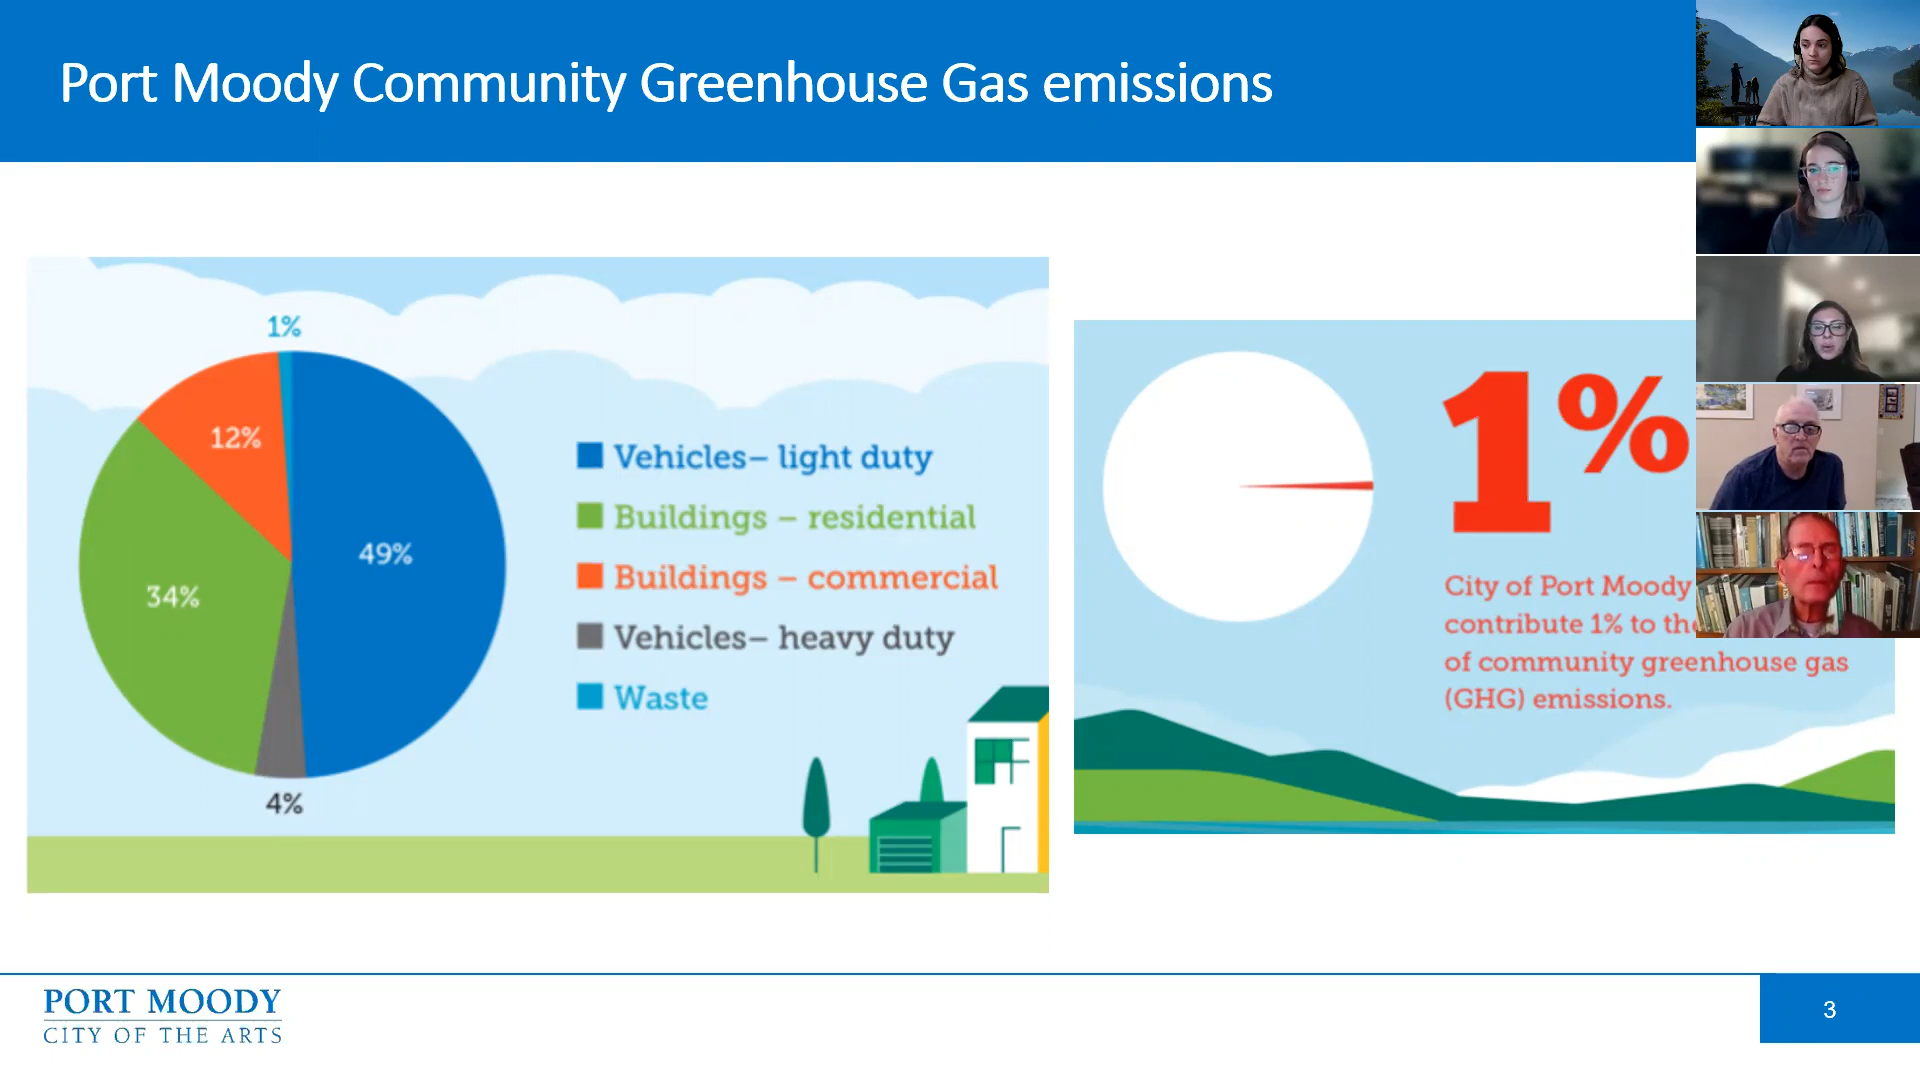 Port Moody Community Greenhouse Gas emissions
1%
12%
49%
34%
4%
Vehicles– light duty
Buildings – residential
Buildings – commercial
Vehicles– heavy duty
Waste
1%
City of Port Moody
contribute 1% to the
of community greenhouse gas
(GHG) emissions.
PORT MOODY
CITY OF THE ARTS
3